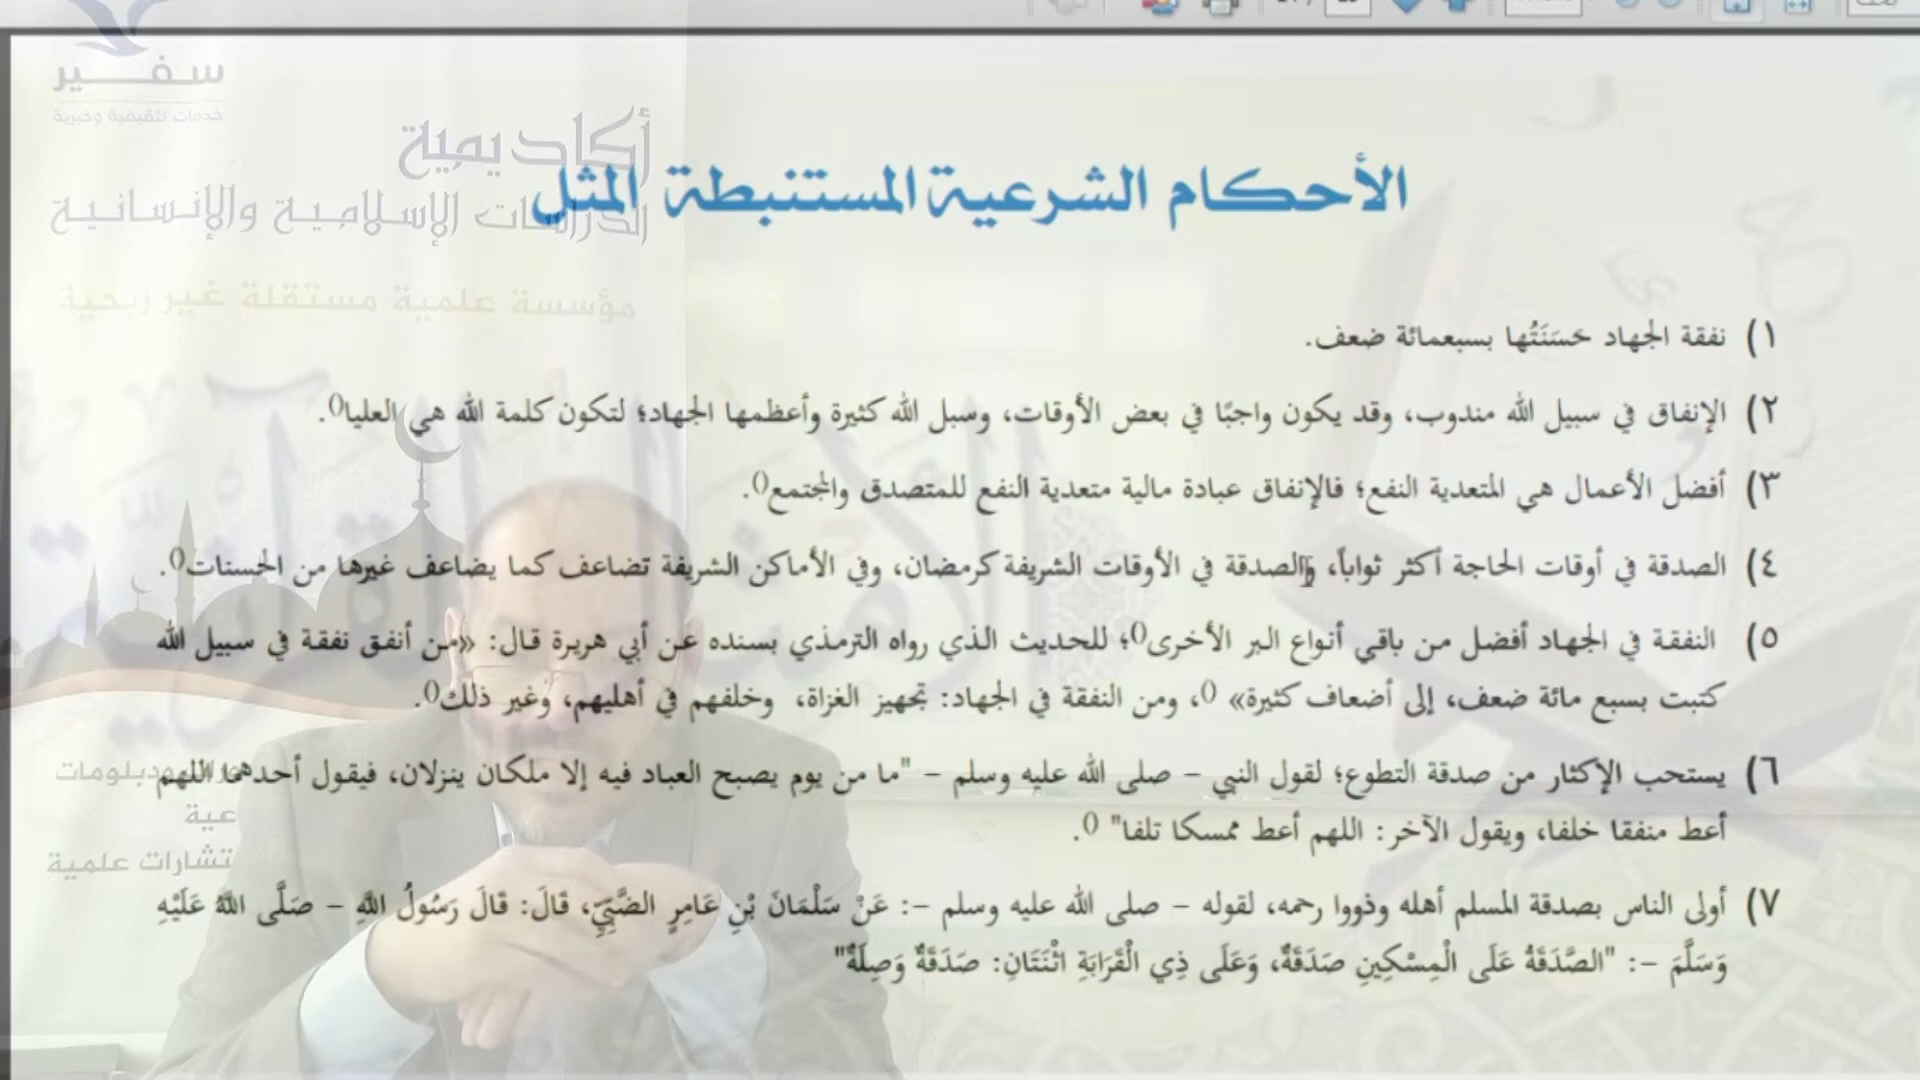 سفير
خدمات تثقيفية وخيرية
أكاديمية
الدراسات الإسلامية والإنسانية
مؤسسة علمية مستقلة غير ربحية
الأحكام الشرعية المستنبطة المثل
١) نفقة الجهاد حَسَنَتُها بسبعمائة ضعف.
٢) الإنفاق في سبيل الله مندوب، وقد يكون واجبًا في بعض الأوقات، وسبل الله كثيرة وأعظمها الجهاد؛ لتكون كلمة الله هي العليا().
٣) أفضل الأعمال هي المتعدية النفع؛ فالإنفاق عبادة مالية متعدية النفع للمتصدق والمجتمع().
٤) الصدقة في أوقات الحاجة أكثر ثواباً، والصدقة في الأوقات الشريفة كرمضان، وفي الأماكن الشريفة تضاعف كما يضاعف غيرها من الحسنات().
٥) النفقة في الجهاد أفضل من باقي أنواع البر الأخرى()؛ للحديث الذي رواه الترمذي بسنده عن أبي هريرة قال: «من أنفق نفقة في سبيل الله
كتبت بسبع مائة ضعف، إلى أضعاف كثيرة» ()، ومن النفقة في الجهاد: تجهيز الغزاة، وخلفهم في أهليهم، وغير ذلك().
٦) يستحب الإكثار من صدقة التطوع؛ لقول النبي – صلى الله عليه وسلم – "ما من يوم يصبح العباد فيه إلا ملكان ينزلان، فيقول أحدهما اللهم
أعط منفقا خلفا، ويقول الآخر: اللهم أعط ممسكا تلفا" ().
٧) أولى الناس بصدقة المسلم أهله وذووا رحمه، لقوله – صلى الله عليه وسلم –: عَنْ سَلْمَانَ بْنِ عَامِرٍ الضَّبِّيِّ، قَالَ: قَالَ رَسُولُ اللَّهِ – صَلَّى اللهُ عَلَيْهِ
وَسَلَّمَ –: "الصَّدَقَةُ عَلَى الْمِسْكِينِ صَدَقَةٌ، وَعَلَى ذِي الْقَرَابَةِ اثْنَتَانِ: صَدَقَةٌ وَصِلَةٌ"
ودبلومات
عية
تشارات علمية